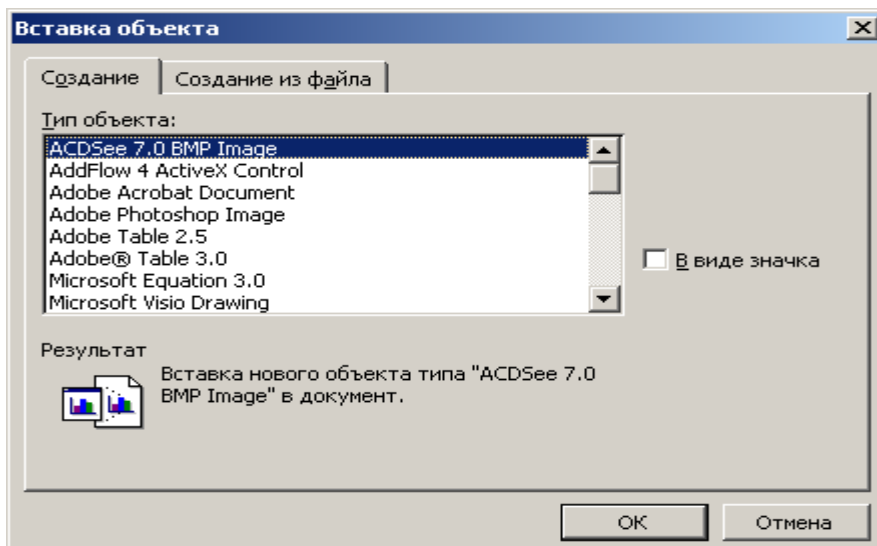 Вставка объекта
Создание
Создание из файла
Тип объекта:
ACDSee 7.0 BMP Image
AddFlow 4 ActiveX Control
Adobe Acrobat Document
Adobe Photoshop Image
Adobe Table 2.5
Adobe® Table 3.0
Microsoft Equation 3.0
Microsoft Visio Drawing
В виде значка
Результат
Вставка нового объекта типа "ACDSee 7.0
BMP Image" в документ.
ОК
Отмена